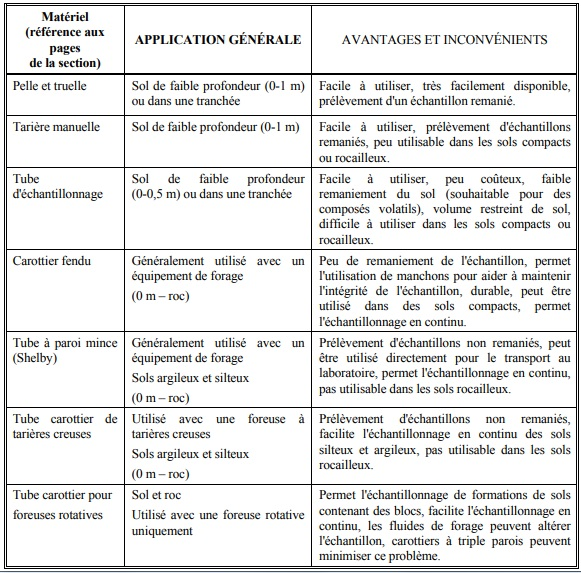 Matériel
(référence aux
pages
de la section)
APPLICATION GÉNÉRALE
AVANTAGES ET INCONVÉNIENTS
Pelle et truelle
Sol de faible profondeur (0-1 m)
ou dans une tranchée
Facile à utiliser, très facilement disponible,
prélèvement d'un échantillon remanié.
Tarière manuelle
Sol de faible profondeur (0-1 m)
Facile à utiliser, prélèvement d'échantillons
remaniés, peu utilisable dans les sols compacts
ou rocailleux.
Tube
d'échantillonnage
Sol de faible profondeur
(0-0,5 m) ou dans une tranchée
Facile à utiliser, peu coûteux, faible
remaniement du sol (souhaitable pour des
composés volatils), volume restreint de sol,
difficile à utiliser dans les sols compacts ou
rocailleux.
Carottier fendu
Généralement utilisé avec un
équipement de forage
(0 m – roc)
Peu de remaniement de l'échantillon, permet
l'utilisation de manchons pour aider à maintenir
l'intégrité de l'échantillon, durable, peut être
utilisé dans des sols compacts, permet
l'échantillonnage en continu.
Tube à paroi mince
(Shelby)
Généralement utilisé avec un
équipement de forage
Sols argileux et silteux
(0 m – roc)
Prélèvement d'échantillons non remaniés, peut
être utilisé directement pour le transport au
laboratoire, permet l'échantillonnage en continu,
pas utilisable dans les sols rocailleux.
Tube carottier de
tarières creuses
Utilisé avec une foreuse à
tarières creuses
Sols argileux et silteux
(0 m – roc)
Prélèvement d'échantillons non remaniés,
facilite l'échantillonnage en continu des sols
silteux et argileux, pas utilisable dans les sols
rocailleux.
Tube carottier pour
foreuses rotatives
Sol et roc
Utilisé avec une foreuse rotative
uniquement
Permet l'échantillonnage de formations de sols
contenant des blocs, facilite l'échantillonnage en
continu, les fluides de forage peuvent altérer
l'échantillon, carottiers à triple parois peuvent
minimiser ce problème.